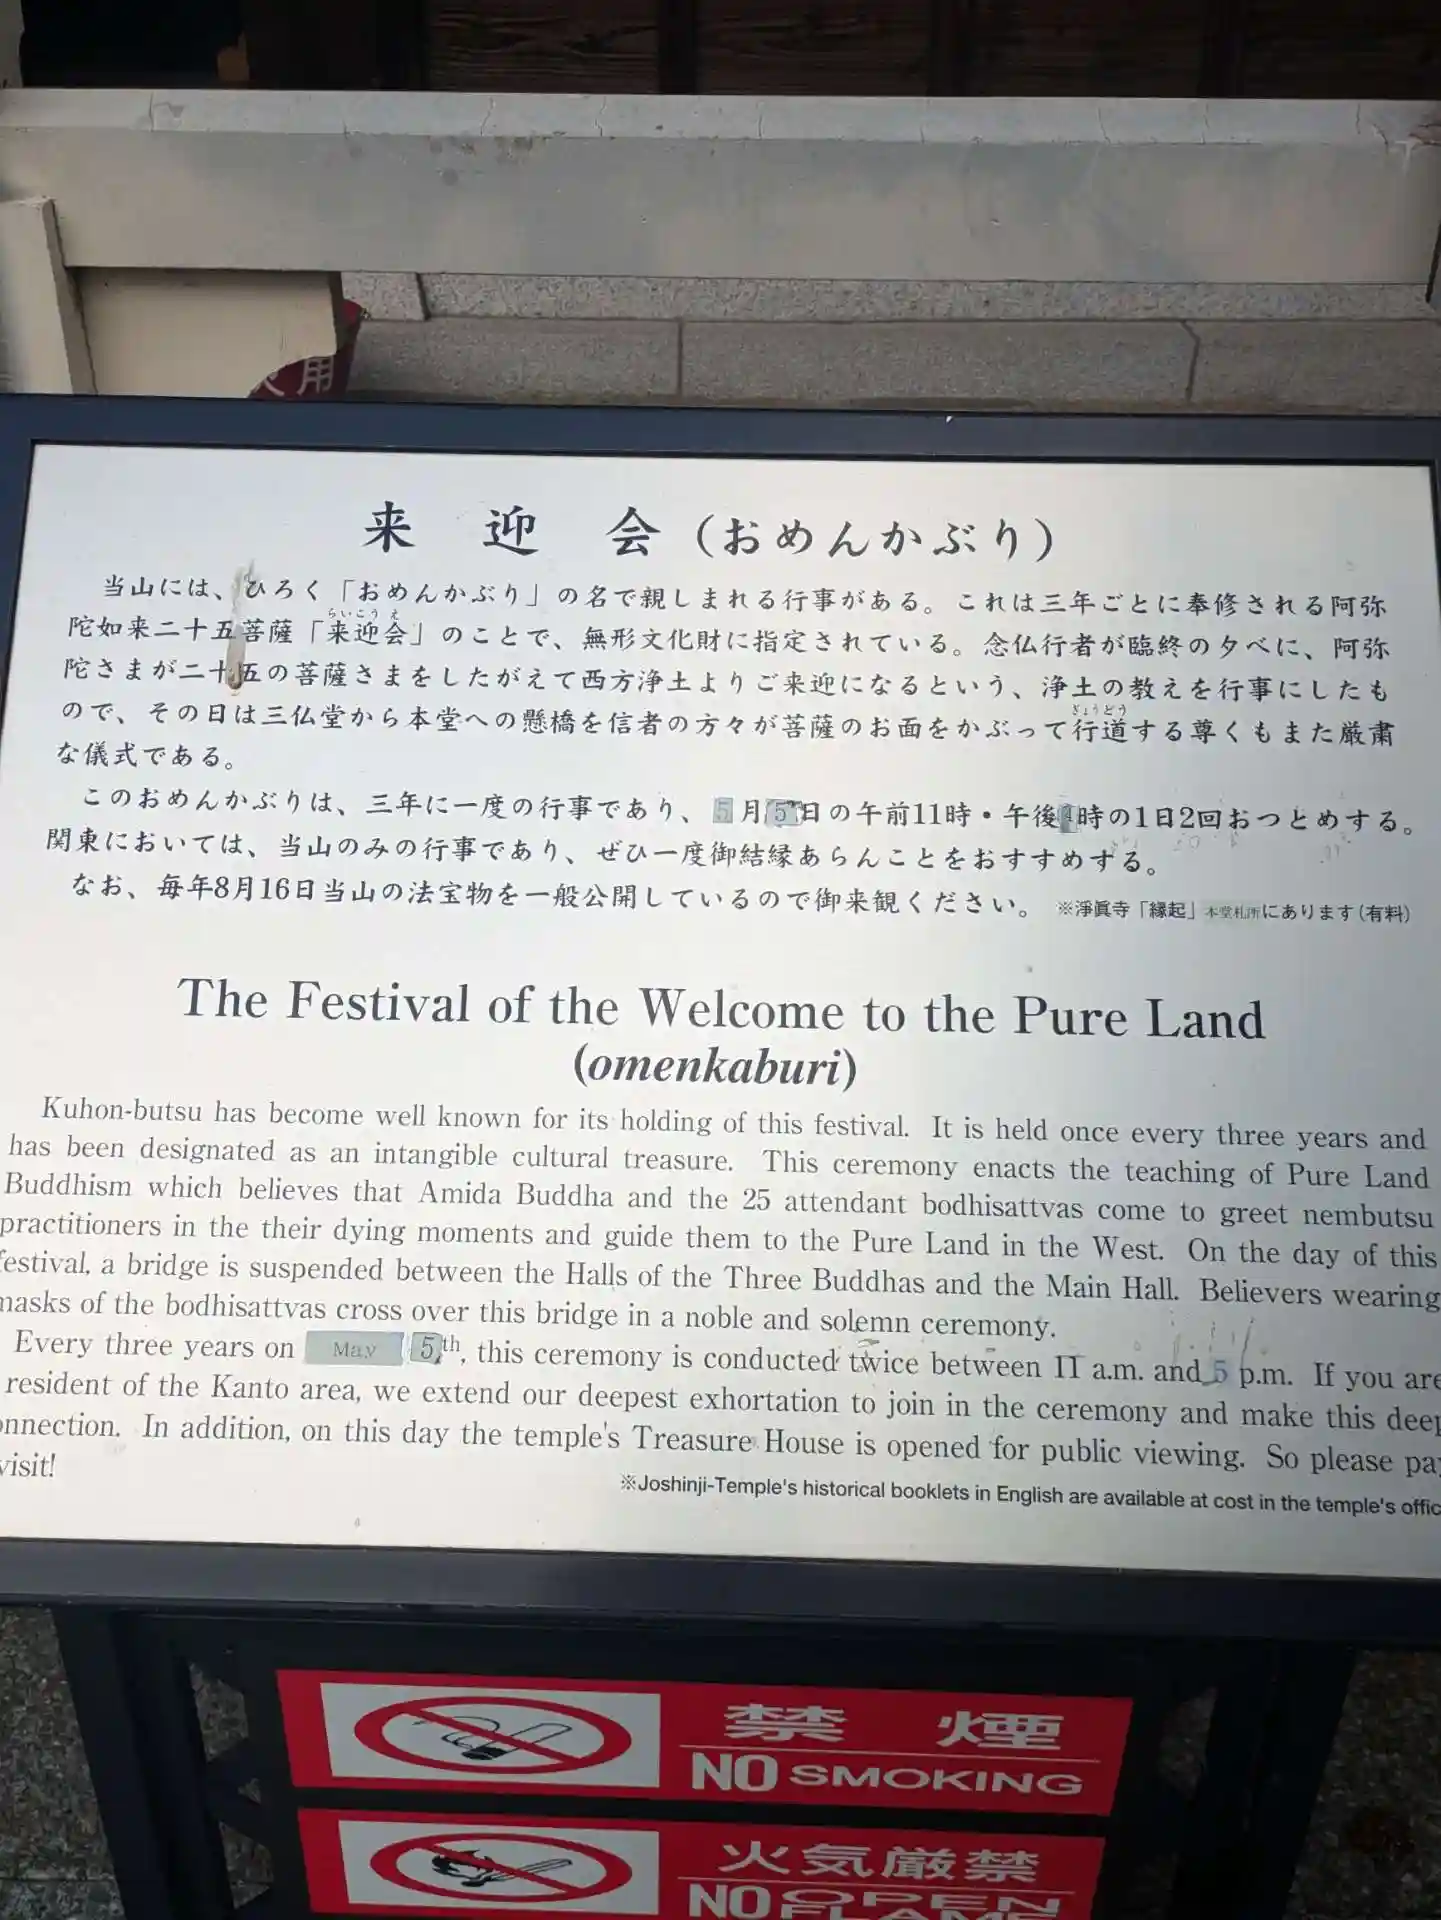 用
来迎会（おめんかぶり）
当山には、ひろく「おめんかぶり」の名で親しまれる行事がある。これは三年ごとに奉修される阿弥
らいこうえ
陀如来二十五菩薩「来迎会」のことで、無形文化財に指定されている。念仏行者が臨終の夕べに、阿弥
陀さまが二十五の菩薩さまをしたがえて西方浄土よりご来迎になるという、浄土の教えを行事にしたも
ぎょうどう
ので、その日は三仏堂から本堂への懸橋を信者の方々が菩薩のお面をかぶって行道する尊くもまた厳粛
な儀式である。
このおめんかぶりは、三年に一度の行事であり、5月5日の午前11時・午後時の1日2回おつとめする。
関東においては、当山のみの行事であり、ぜひ一度御結縁あらんことをおすすめする。
なお、毎年8月16日当山の法宝物を一般公開しているので御来観ください。 ※淨眞寺「縁起」本堂札所にあります（有料）
The Festival of the Welcome to the Pure Land
(omenkaburi)
Kuhon-butsu has become well known for its holding of this festival. It is held once every three years and
has been designated as an intangible cultural treasure. This ceremony enacts the teaching of Pure Land
Buddhism which believes that Amida Buddha and the 25 attendant bodhisattvas come to greet nembutsu
practitioners in the their dying moments and guide them to the Pure Land in the West. On the day of this
festival, a bridge is suspended between the Halls of the Three Buddhas and the Main Hall. Believers wearing
masks of the bodhisattvas cross over this bridge in a noble and solemn ceremony.
Every three years on May 5th, this ceremony is conducted twice between 11 a.m. and 5 p.m. If you are
resident of the Kanto area, we extend our deepest exhortation to join in the ceremony and make this deep
onnection. In addition, on this day the temple's Treasure House is opened for public viewing. So please pay
visit!
※Joshinji-Temple's historical booklets in English are available at cost in the temple's offic
禁煙
NO SMOKING
火気厳禁
NO OPEN
FLAME